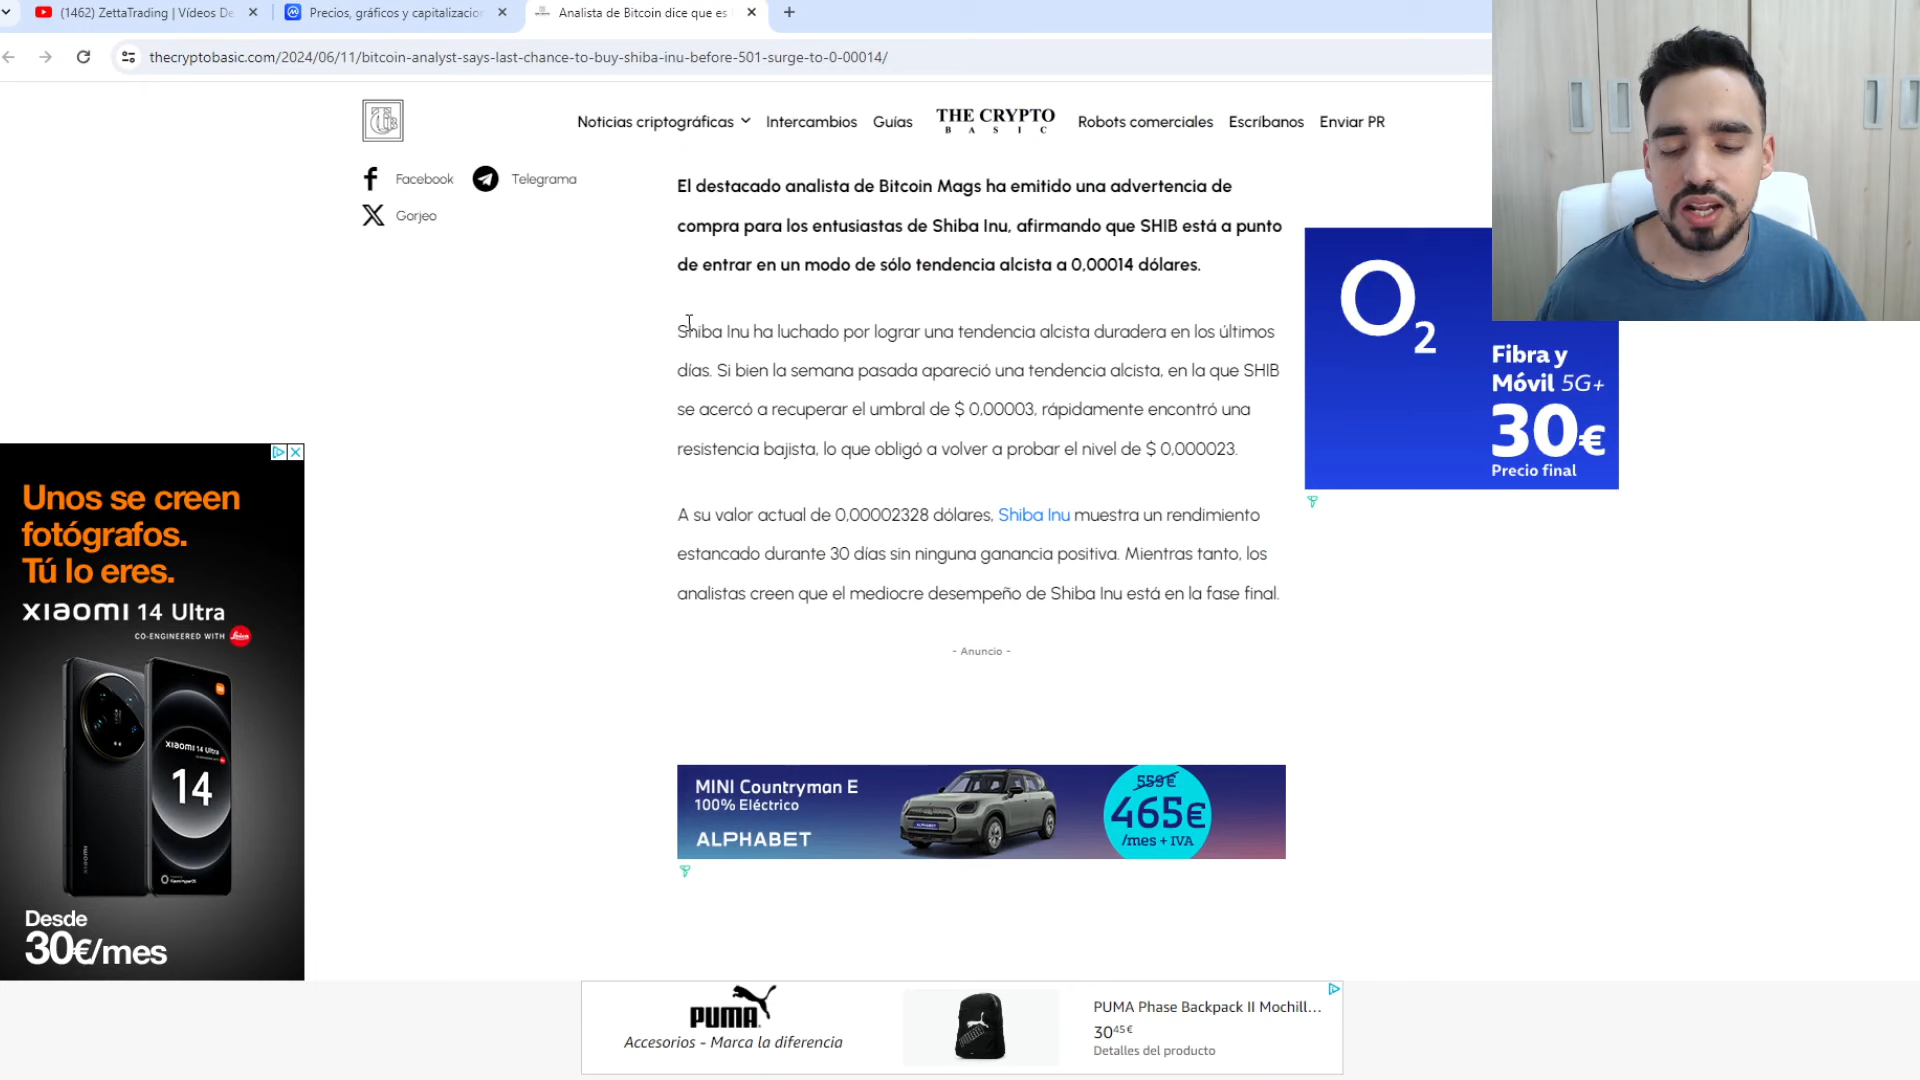 (1462) ZettaTrading | Vídeos De
Precios, gráficos y capitalizacion
Analista de Bitcoin dice que es
thecryptobasic.com/2024/06/11/bitcoin-analyst-says-last-chance-to-buy-shiba-inu-before-501-surge-to-0-00014/
Noticias criptográficas Intercambios Guías THE CRYPTO BASIC Robots comerciales Escríbanos Enviar PR
Facebook Telegrama
Gorjeo
El destacado analista de Bitcoin Mags ha emitido una advertencia de
compra para los entusiastas de Shiba Inu, afirmando que SHIB está a punto
de entrar en un modo de sólo tendencia alcista a 0,00014 dólares.
Shiba Inu ha luchado por lograr una tendencia alcista duradera en los últimos
días. Si bien la semana pasada apareció una tendencia alcista, en la que SHIB
se acercó a recuperar el umbral de $ 0,00003, rápidamente encontró una
resistencia bajista, lo que obligó a volver a probar el nivel de $ 0,000023.
A su valor actual de 0,00002328 dólares, Shiba Inu muestra un rendimiento
estancado durante 30 días sin ninguna ganancia positiva. Mientras tanto, los
analistas creen que el mediocre desempeño de Shiba Inu está en la fase final.
- Anuncio -
O2
Fibra y
Móvil 5G+
30€
Precio final
Unos se creen
fotógrafos.
Tú lo eres.
XIAOMI 14 Ultra
CO-ENGINEERED WITH Leica
XIAOMI 14 Ultra
14
XIAOMI
Desde
30€/mes
MINI Countryman E
100% Eléctrico
ALPHABET
559€
465€
/mes + IVA
PUMA
Accesorios - Marca la diferencia
PUMA Phase Backpack II Mochill...
3045€
Detalles del producto